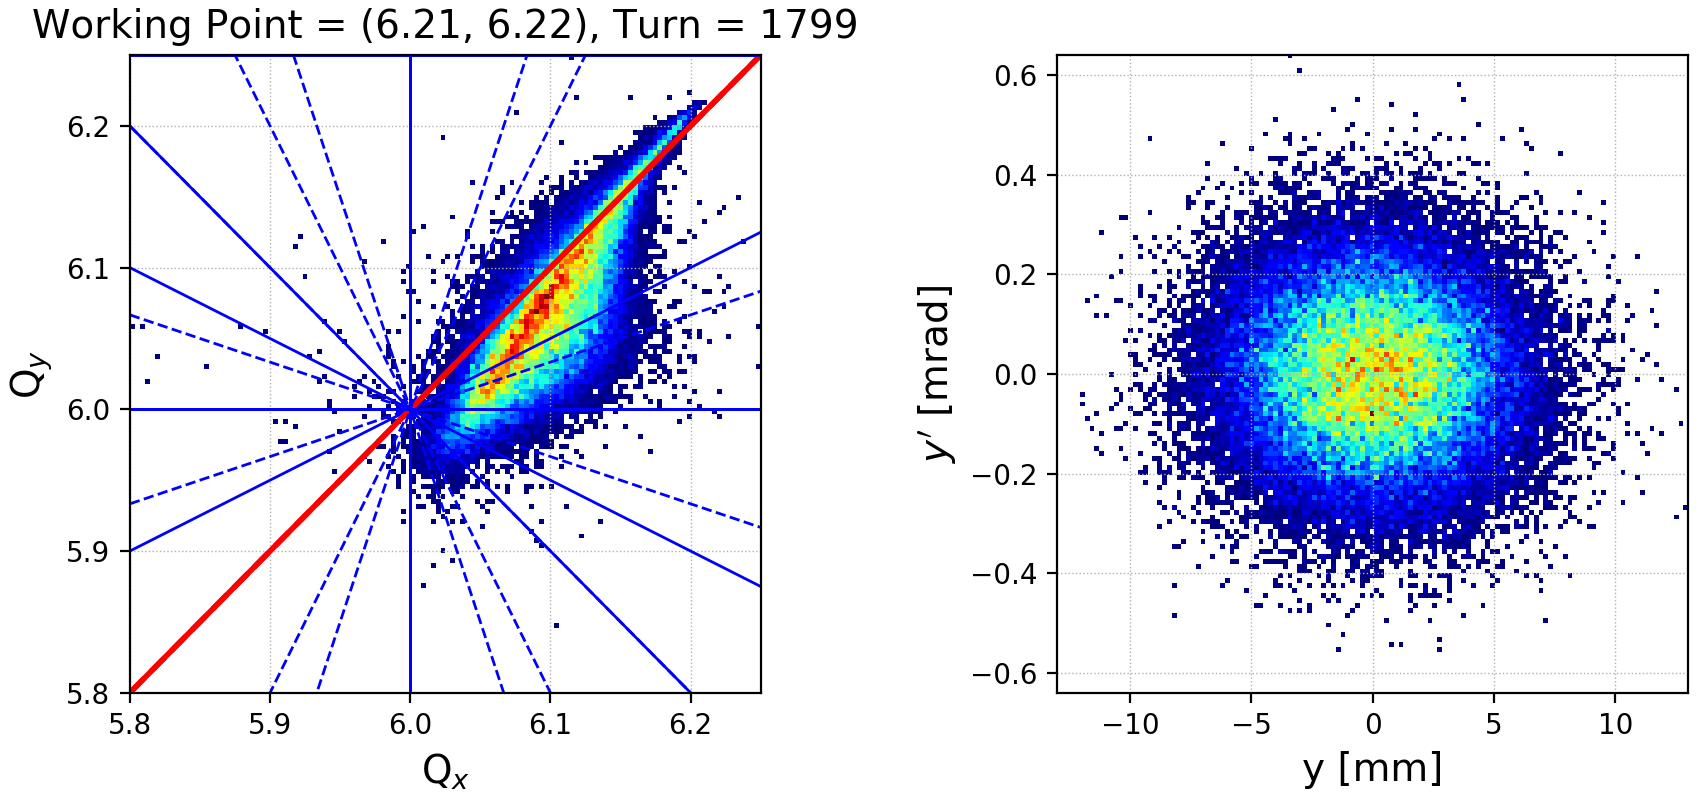 Working Point = (6.21, 6.22), Turn = 1799
6.2
6.1
6.0
5.9
5.8
Q_y
5.8 5.9 6.0 6.1 6.2
Q_x
0.6
0.4
0.2
0.0
−0.2
−0.4
−0.6
y′ [mrad]
−10 −5 0 5 10
y [mm]